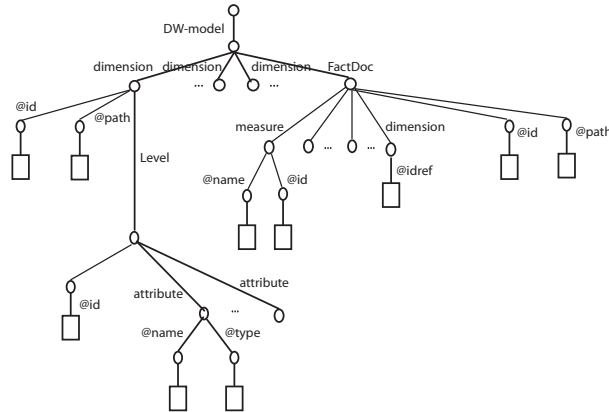 DW-model
dimension dimension dimension FactDoc
... ...
@id @path measure dimension @id @path
... ...
Level
@name @id @idref
attribute
@id attribute ...
@name @type